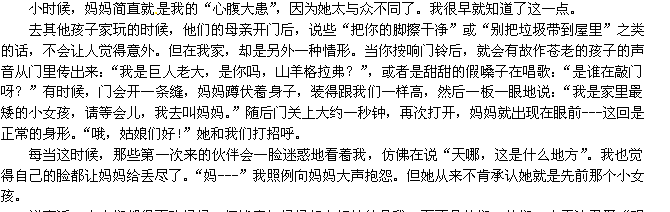 小时候，妈妈简直就是我的“心腹大患”，因为她太与众不同了。我很早就知道了这一点。
去其他孩子家玩的时候，他们的母亲开门后，说些“把你的脚擦干净”或“别把垃圾带到屋里”之类
的话，不会让人觉得意外。但在我家，却是另外一种情形。当你按响门铃后，就会有故作苍老的孩子的声
音从门里传出来：“我是巨人老大，是你吗，山羊格拉弗？”，或者是甜甜的假嗓子在唱歌：“是谁在敲门
呀？”有时候，门会开一条缝，妈妈蹲伏着身子，装得跟我们一样高，然后一板一眼地说：“我是家里最
矮的小女孩，请等会儿，我去叫妈妈。”随后门关上大约一秒钟，再次打开，妈妈就出现在眼前---这回是
正常的身形。“哦，姑娘们好!”她和我们打招呼。
每当这时候，那些第一次来的伙伴会一脸迷惑地看着我，仿佛在说“天哪，这是什么地方”。我也觉
得自己的脸都让妈妈给丢尽了。“妈---”我照例向妈妈大声抱怨。但她从来不肯承认她就是先前那个小女
孩。